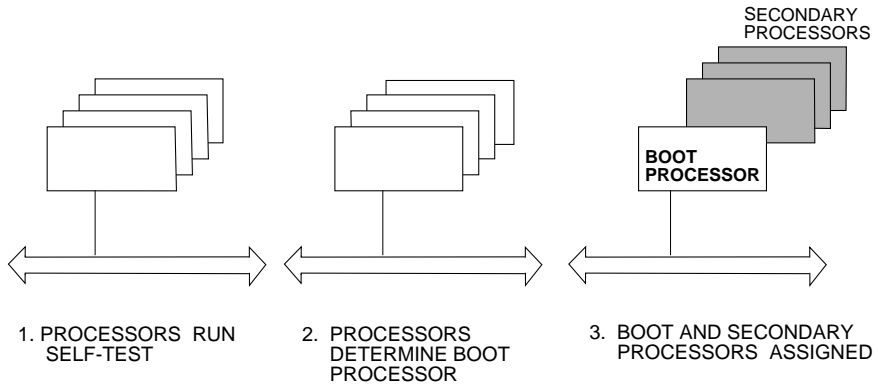 SECONDARY
PROCESSORS
BOOT
PROCESSOR
1. PROCESSORS RUN
SELF-TEST
2. PROCESSORS
DETERMINE BOOT
PROCESSOR
3. BOOT AND SECONDARY
PROCESSORS ASSIGNED